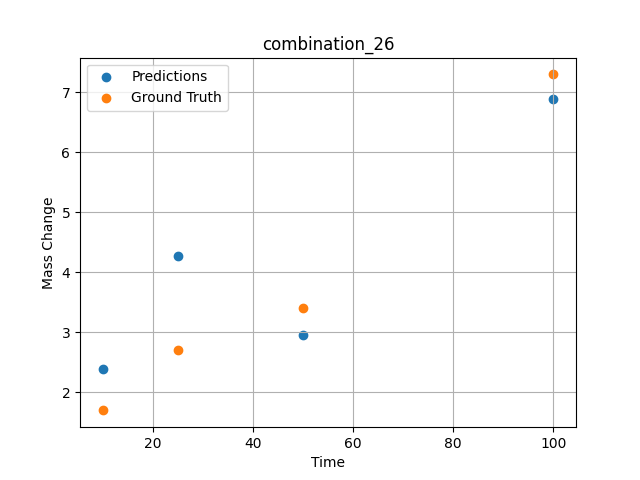 combination_26
Predictions
Ground Truth
Mass Change
7
6
5
4
3
2
20 40 60 80 100
Time